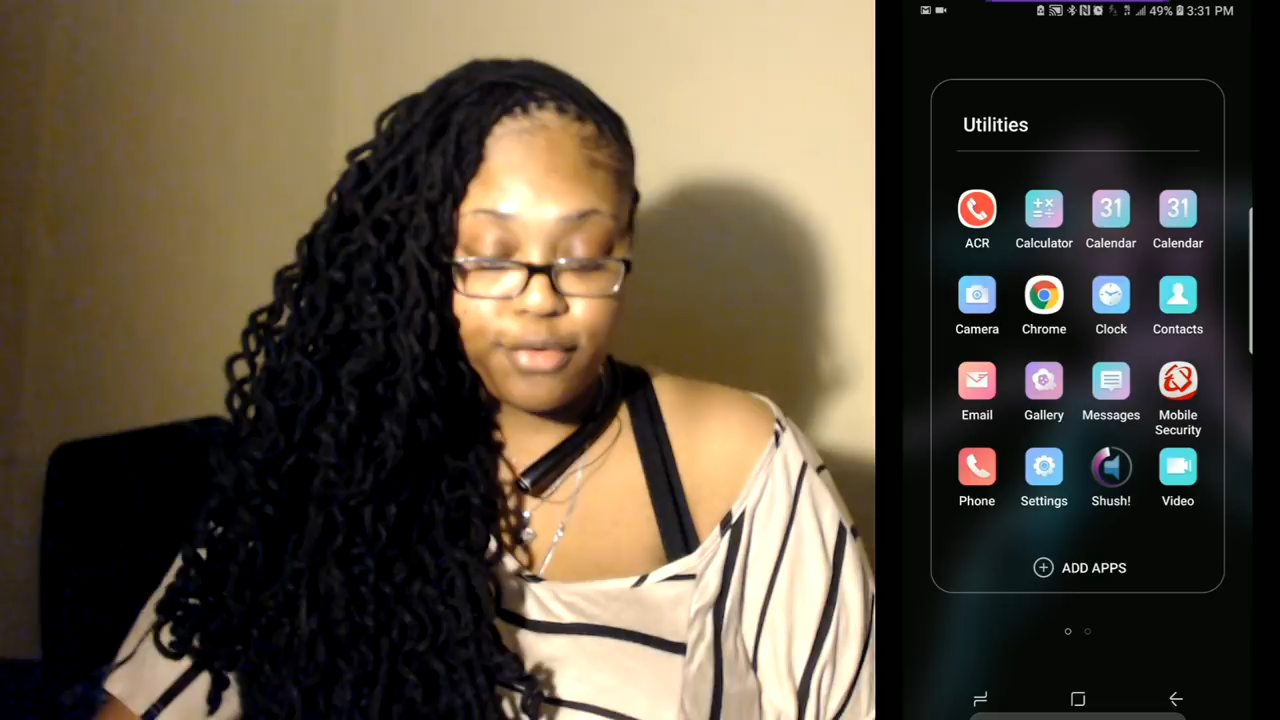 49% 3:31 PM
Utilities
ACR Calculator Calendar Calendar
31 31
Camera Chrome Clock Contacts
Email Gallery Messages Mobile Security
Phone Settings Shush! Video
ADD APPS